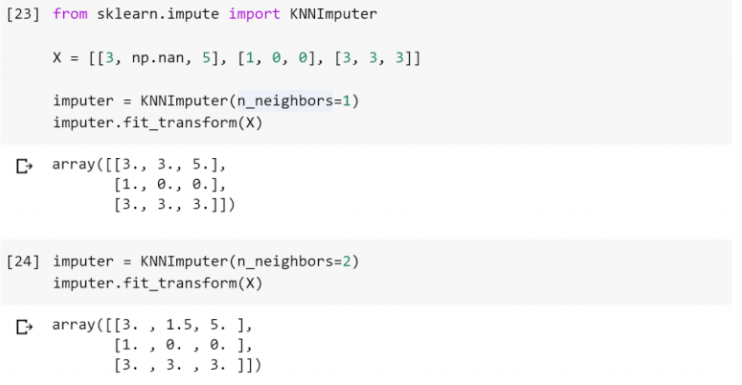 [23] from sklearn.impute import KNNImputer
X = [[3, np.nan, 5], [1, 0, 0], [3, 3, 3]]
imputer = KNNImputer(n_neighbors=1)
imputer.fit_transform(X)
array([[3., 3., 5.],
[1., 0., 0.],
[3., 3., 3.]])
[24] imputer = KNNImputer(n_neighbors=2)
imputer.fit_transform(X)
array([[3. , 1.5, 5. ],
[1. , 0. , 0. ],
[3. , 3. , 3. ]])